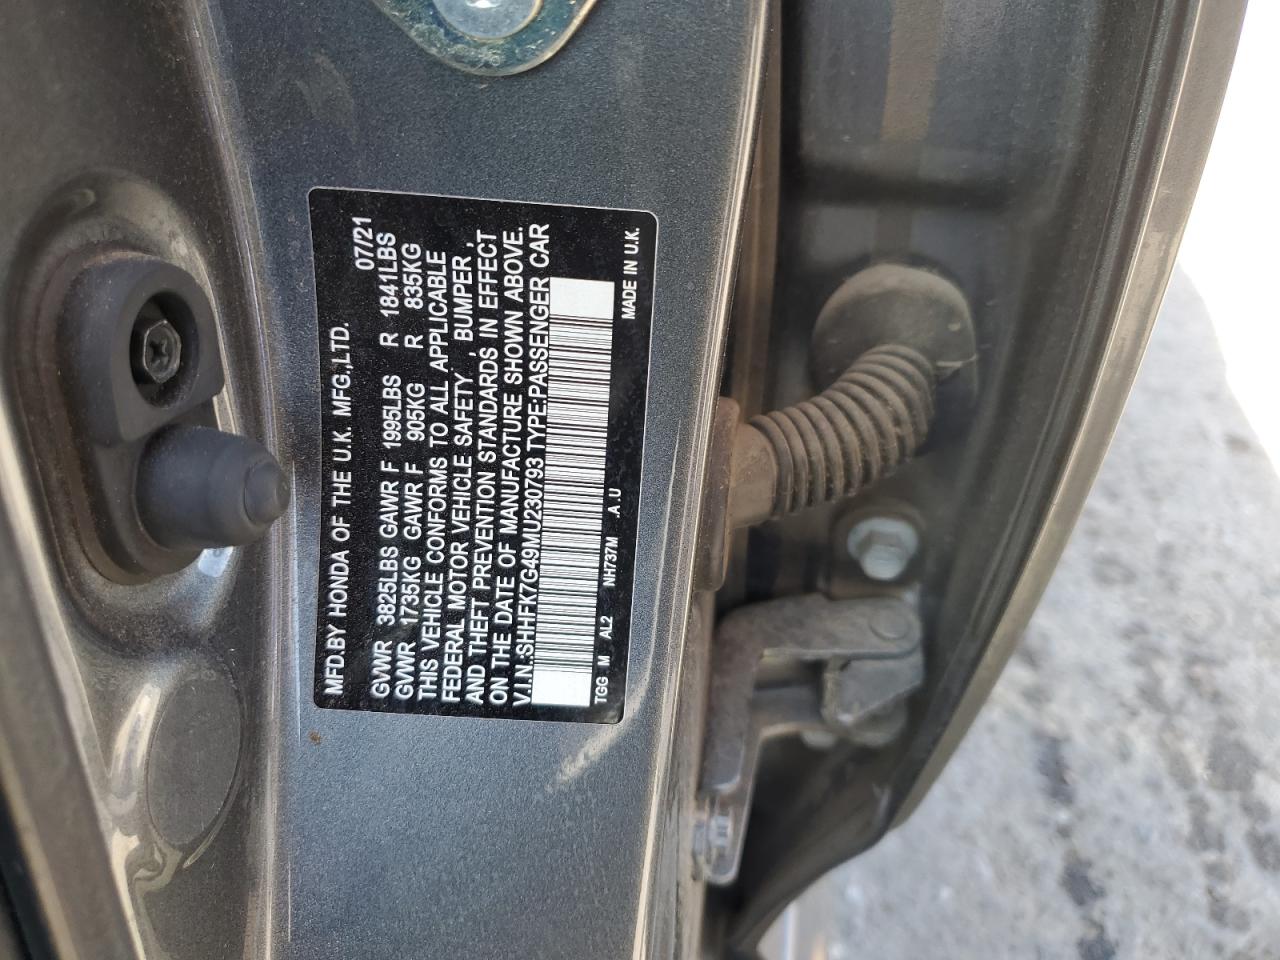 MFD.BY HONDA OF THE U.K. MFG.,LTD. 07/21
GVWR 3825LBS GAWR F 1995LBS R 1841LBS
GVWR 1735KG GAWR F 905KG R 835KG
THIS VEHICLE CONFORMS TO ALL APPLICABLE
FEDERAL MOTOR VEHICLE SAFETY, BUMPER,
AND THEFT PREVENTION STANDARDS IN EFFECT
ON THE DATE OF MANUFACTURE SHOWN ABOVE.
V.I.N.:SHHFK7G49MU230793 TYPE:PASSENGER CAR
TGG M AL2 NH737M .A.U MADE IN U.K.